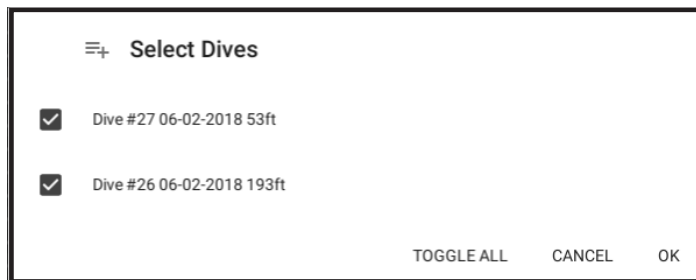 Select Dives
Dive #27 06-02-2018 53ft
Dive #26 06-02-2018 193ft
TOGGLE ALL CANCEL OK